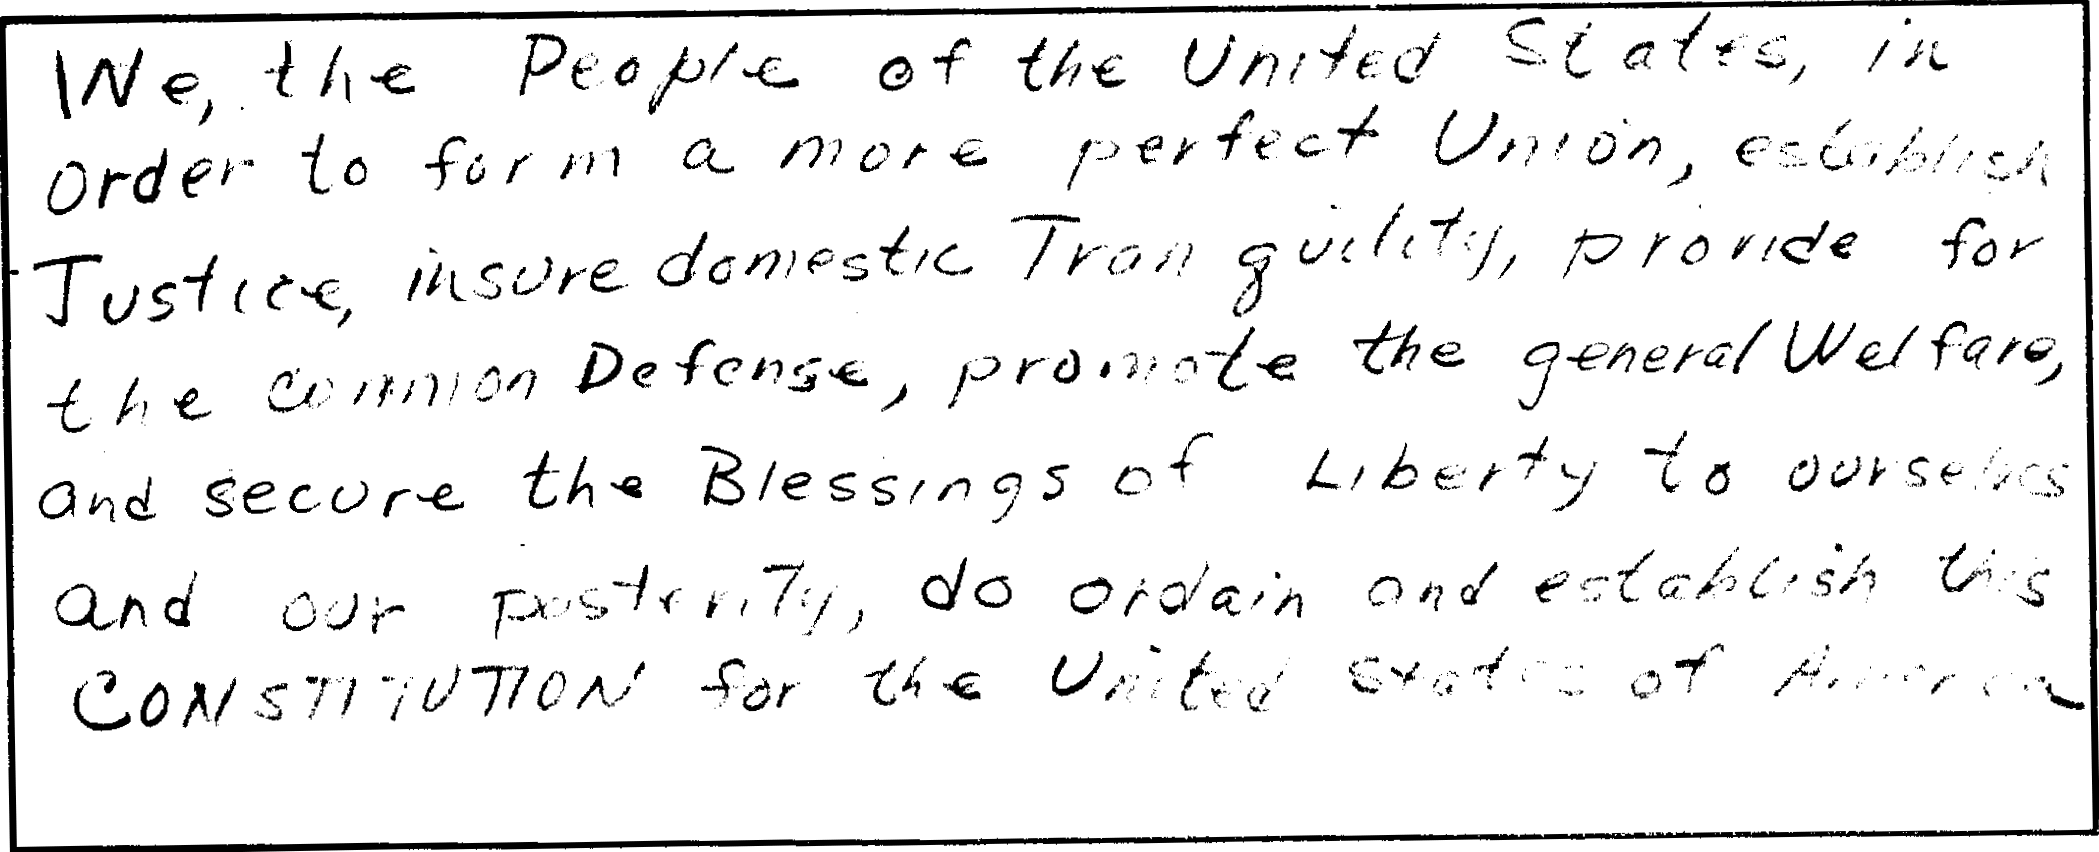 We, the People of the United States, in
order to form a more perfect Union, establish
Justice, insure domestic Tranquility, provide for
the common Defense, promote the general Welfare,
and secure the Blessings of Liberty to ourselves
and our posterity, do ordain and establish this
CONSTITUTION for the United States of America